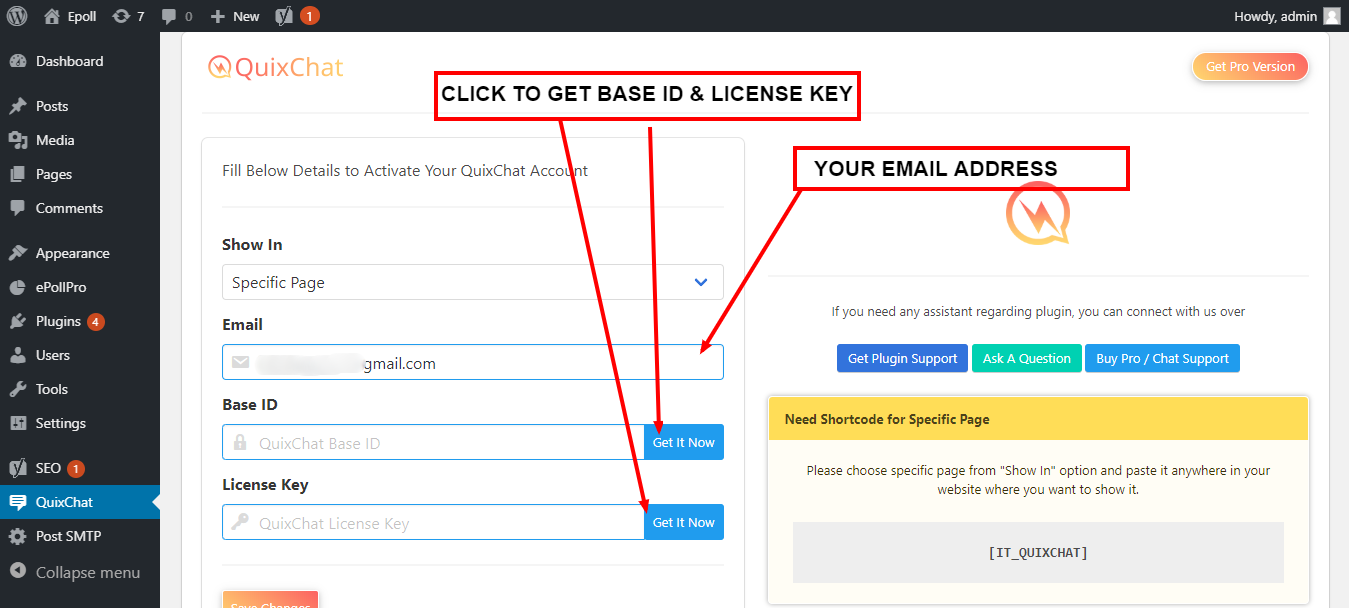 Epoll
7
0
New
1
Howdy, admin
Dashboard
Posts
Media
Pages
Comments
Appearance
ePollPro
Plugins 4
Users
Tools
Settings
SEO 1
QuixChat
Post SMTP
Collapse menu
QuixChat
Get Pro Version
CLICK TO GET BASE ID & LICENSE KEY
YOUR EMAIL ADDRESS
Fill Below Details to Activate Your QuixChat Account
Show In
Specific Page
Email
gmail.com
Base ID
QuixChat Base ID
Get It Now
License Key
QuixChat License Key
Get It Now
Save Changes
If you need any assistant regarding plugin, you can connect with us over
Get Plugin Support
Ask A Question
Buy Pro / Chat Support
Need Shortcode for Specific Page
Please choose specific page from "Show In" option and paste it anywhere in your
website where you want to show it.
[IT_QUIXCHAT]